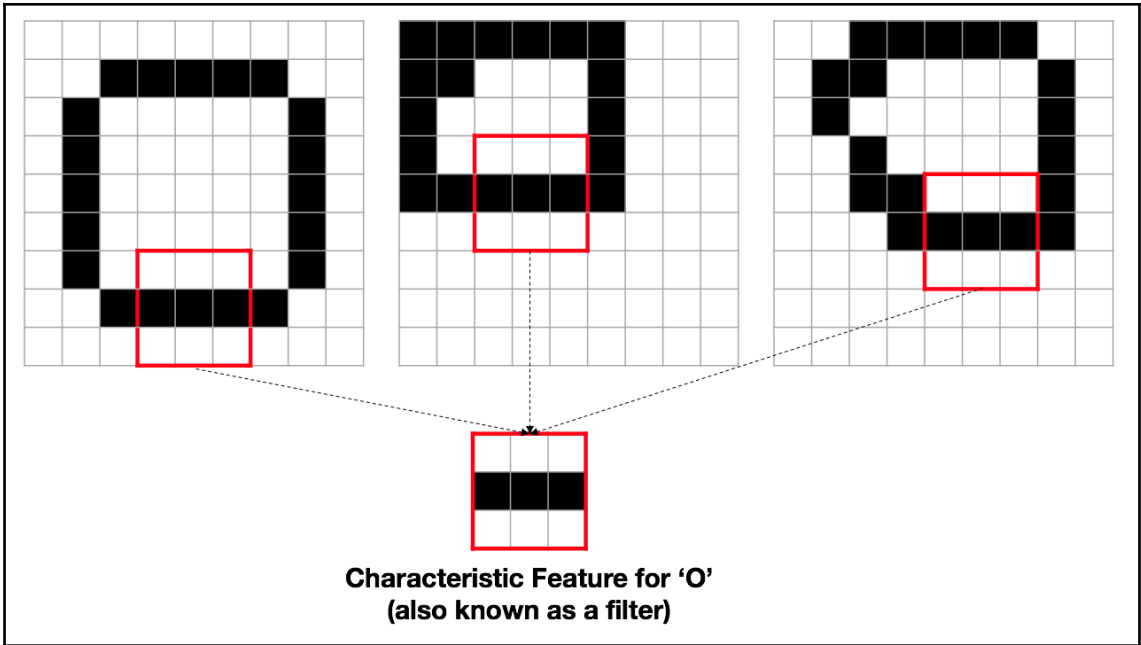 Characteristic Feature for ‘O’
(also known as a filter)